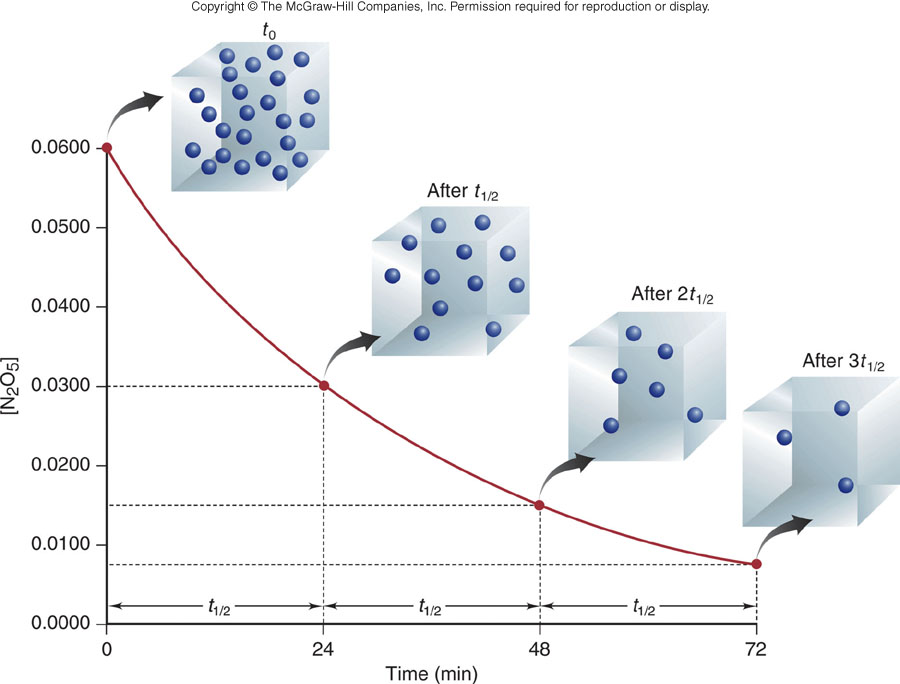 Copyright © The McGraw-Hill Companies, Inc. Permission required for reproduction or display.
t0
After t1/2
After 2t1/2
After 3t1/2
0.0600
0.0500
0.0400
0.0300
0.0200
0.0100
0.0000
[N2O5]
t1/2
t1/2
t1/2
0
24
48
72
Time (min)